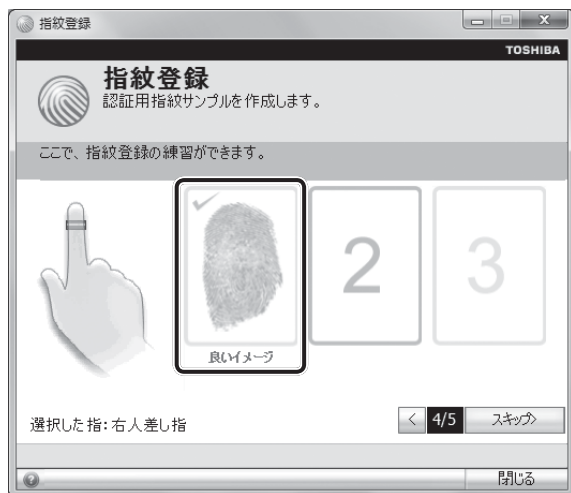 指紋登録
TOSHIBA
指紋登録
認証用指紋サンプルを作成します。
ここで、指紋登録の練習ができます。
2
3
良いイメージ
選択した指:右人差し指
< 4/5 スキップ>
閉じる